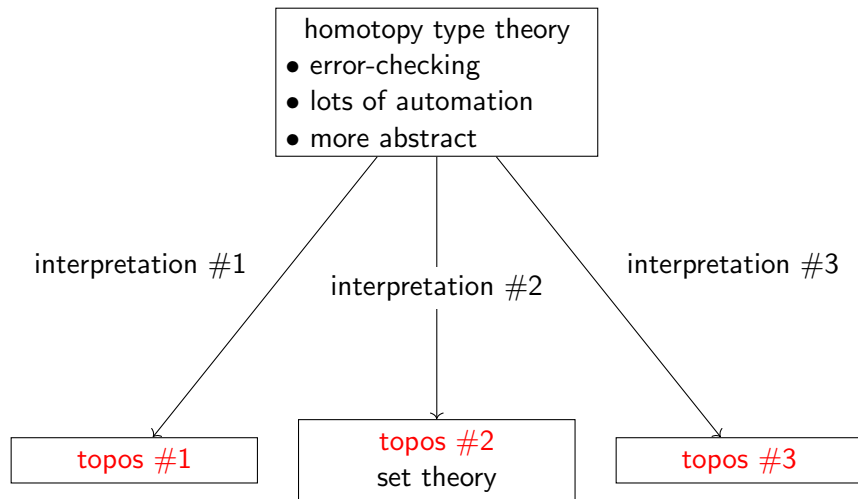 homotopy type theory
• error-checking
• lots of automation
• more abstract
interpretation #1
interpretation #2
interpretation #3
topos #1
topos #2
set theory
topos #3